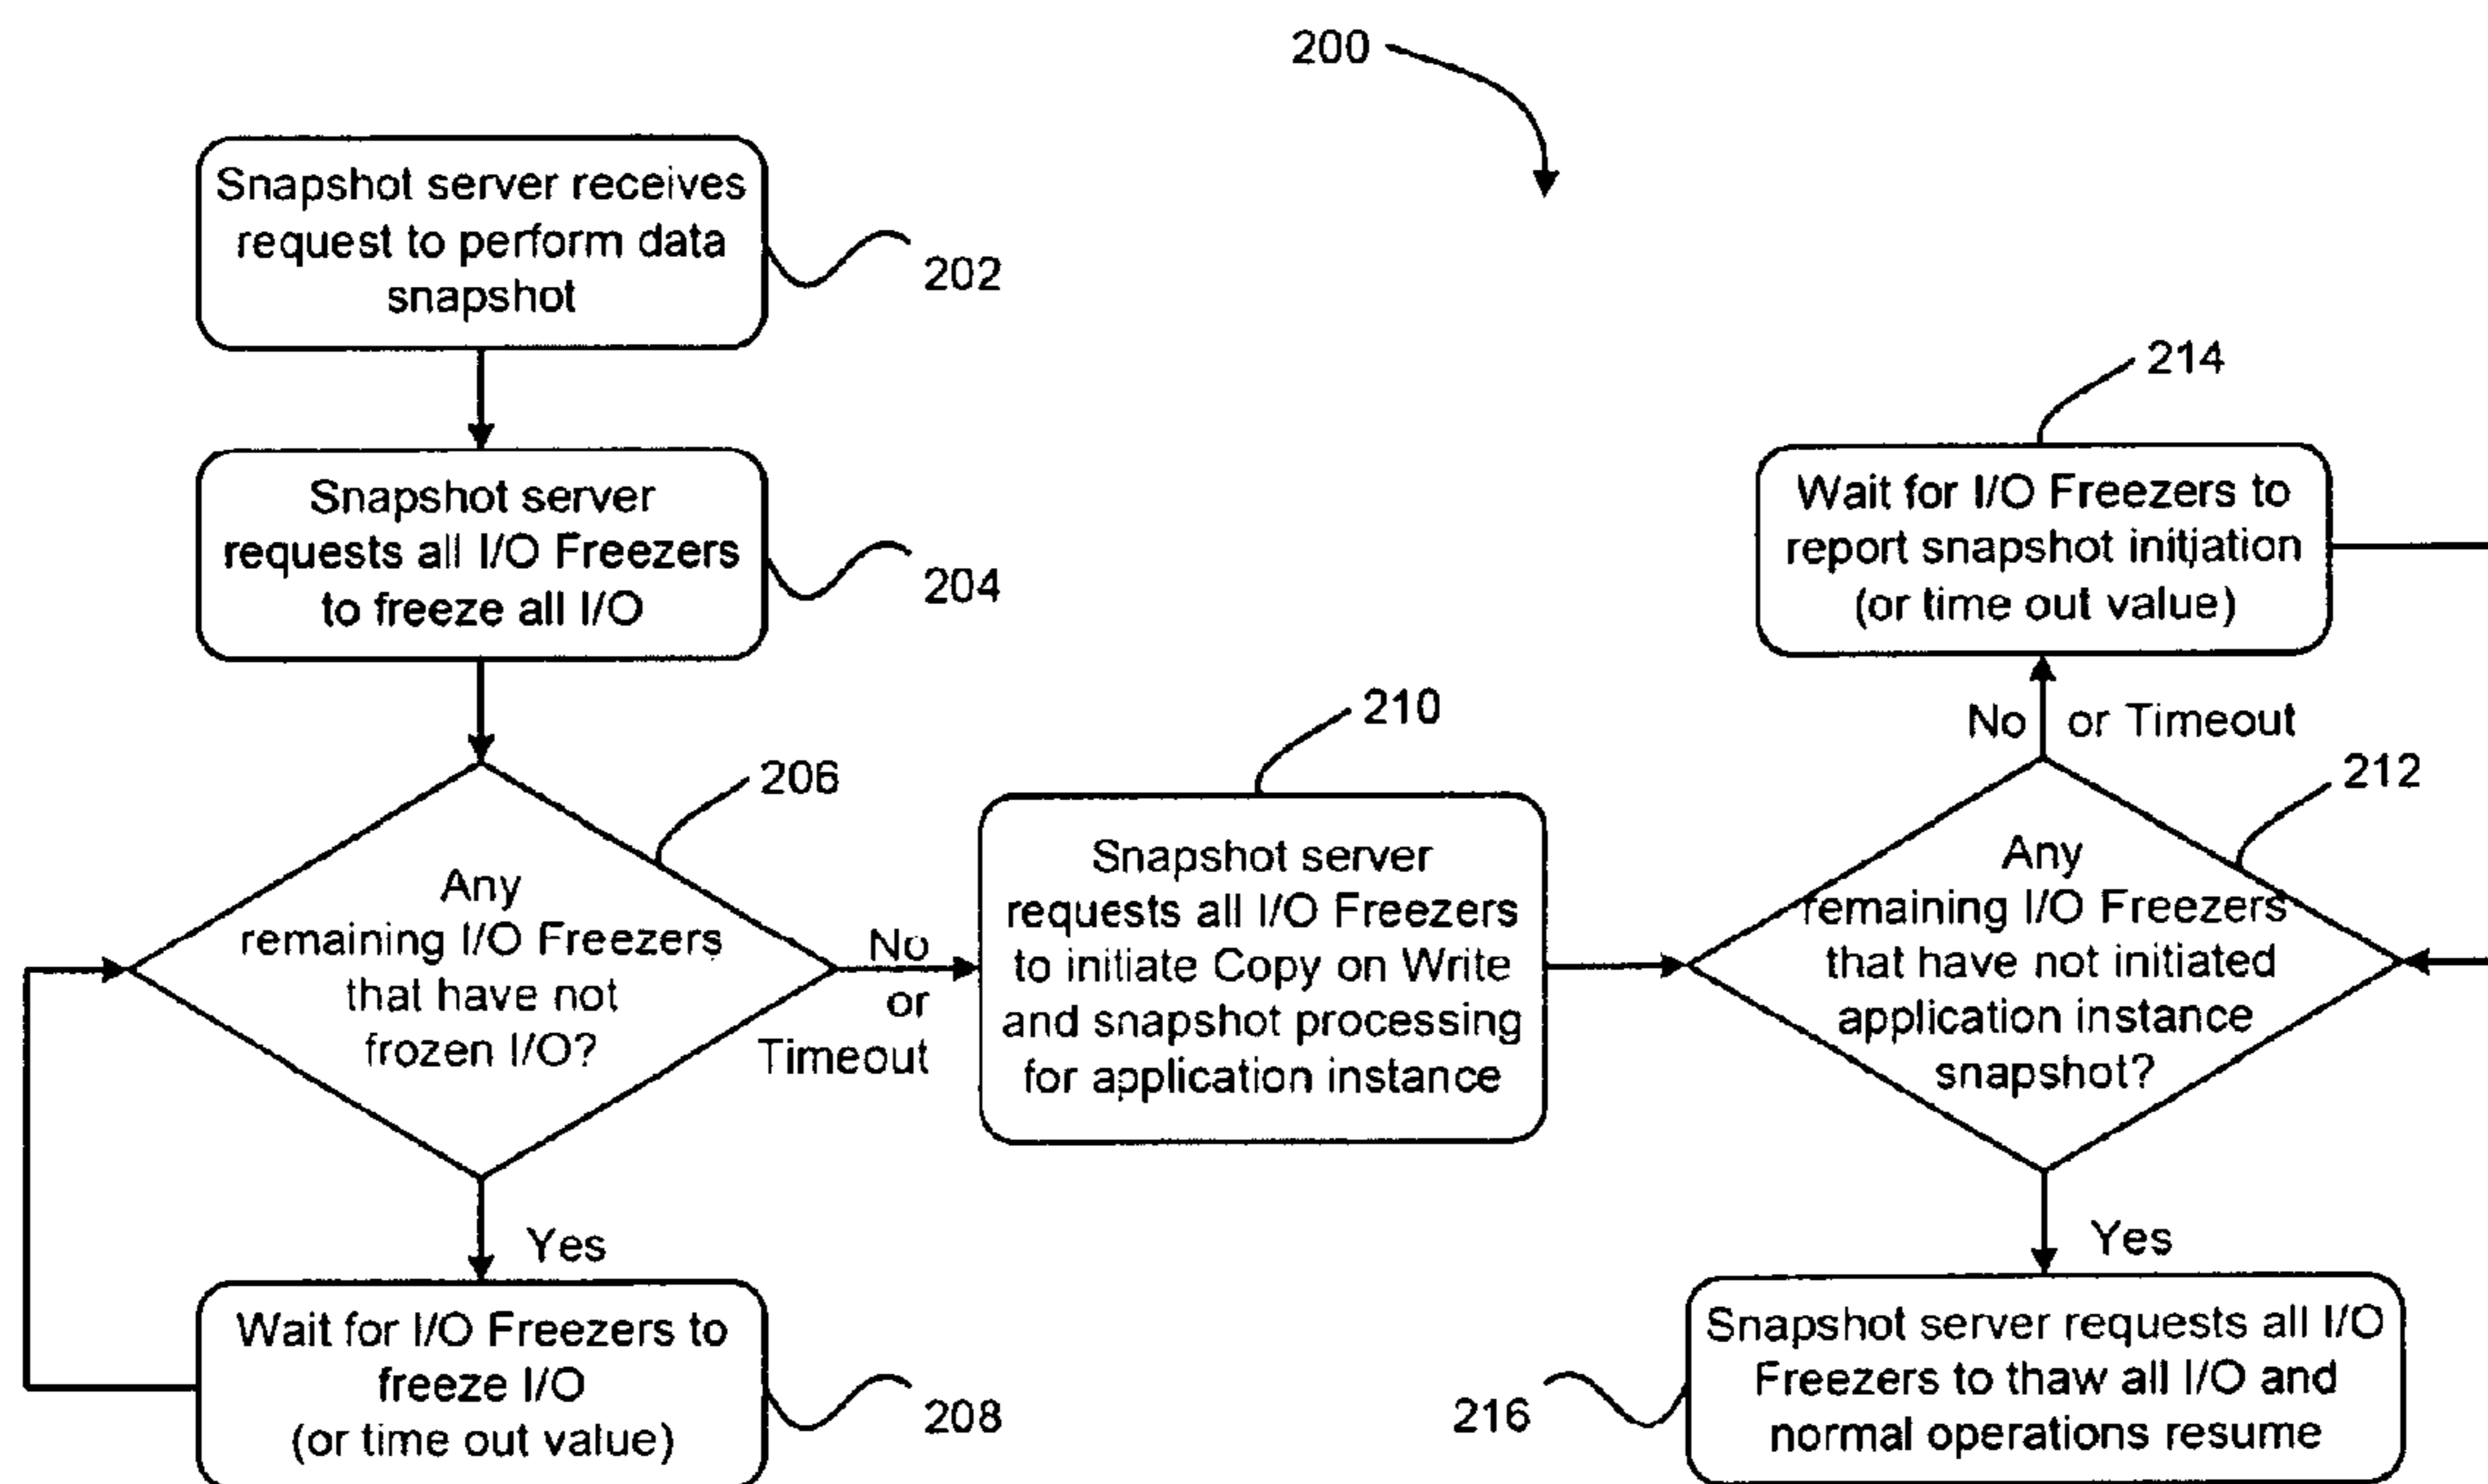 200
Snapshot server receives
request to perform data
snapshot
202
Snapshot server
requests all I/O Freezers
to freeze all I/O
204
Any
remaining I/O Freezers
that have not
frozen I/O?
206
No
or
Timeout
Yes
Wait for I/O Freezers to
freeze I/O
(or time out value)
208
Snapshot server
requests all I/O Freezers
to initiate Copy on Write
and snapshot processing
for application instance
210
Any
remaining I/O Freezers
that have not initiated
application instance
snapshot?
212
No or Timeout
Wait for I/O Freezers to
report snapshot initiation
(or time out value)
214
Yes
Snapshot server requests all I/O
Freezers to thaw all I/O and
normal operations resume
216